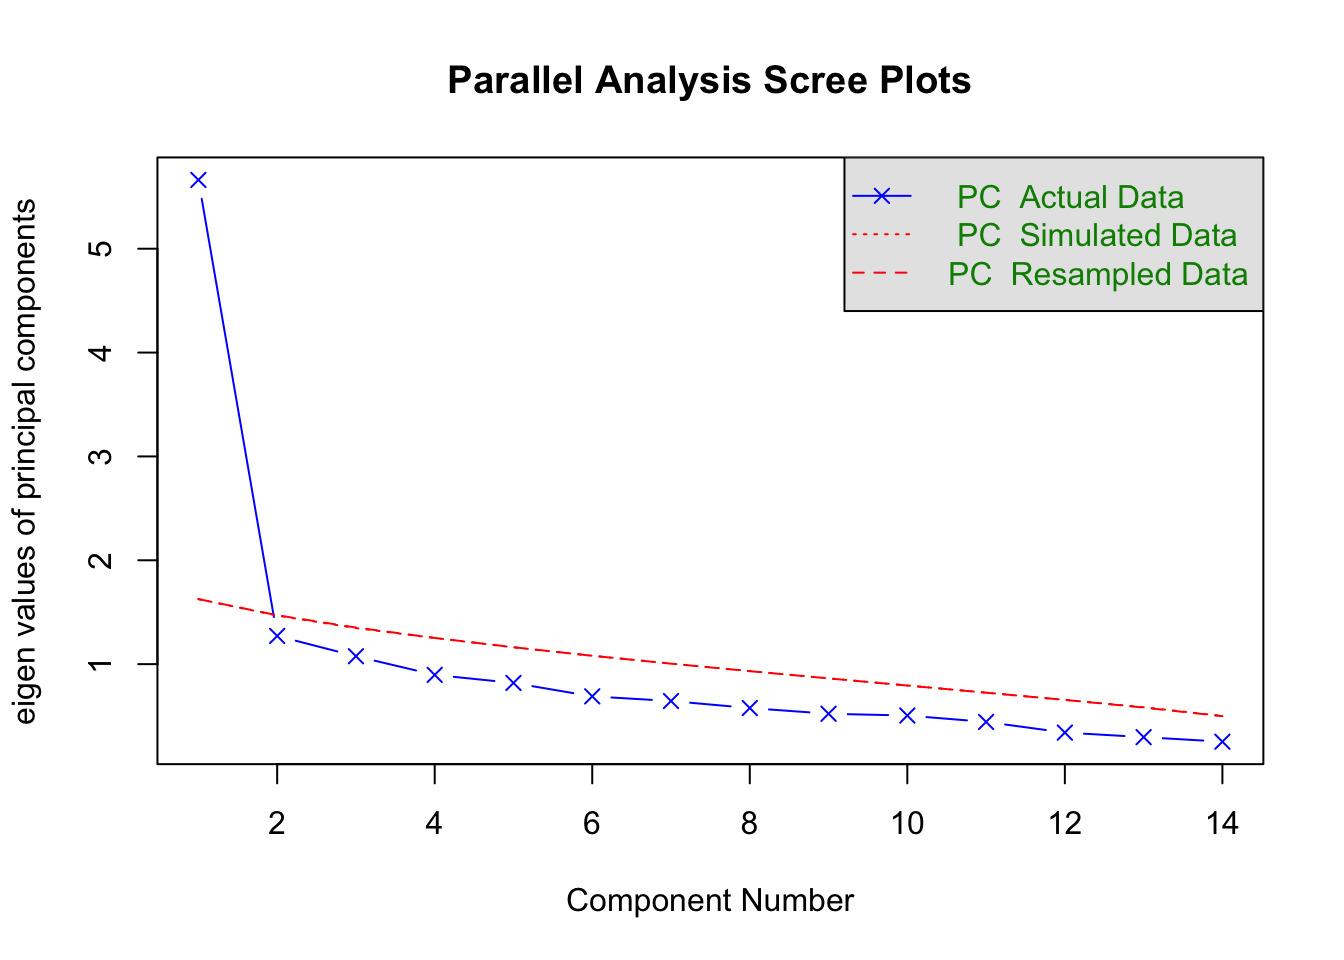 Parallel Analysis Scree Plots
PC Actual Data
PC Simulated Data
PC Resampled Data
eigen values of principal components
5
4
3
2
1
2 4 6 8 10 12 14
Component Number